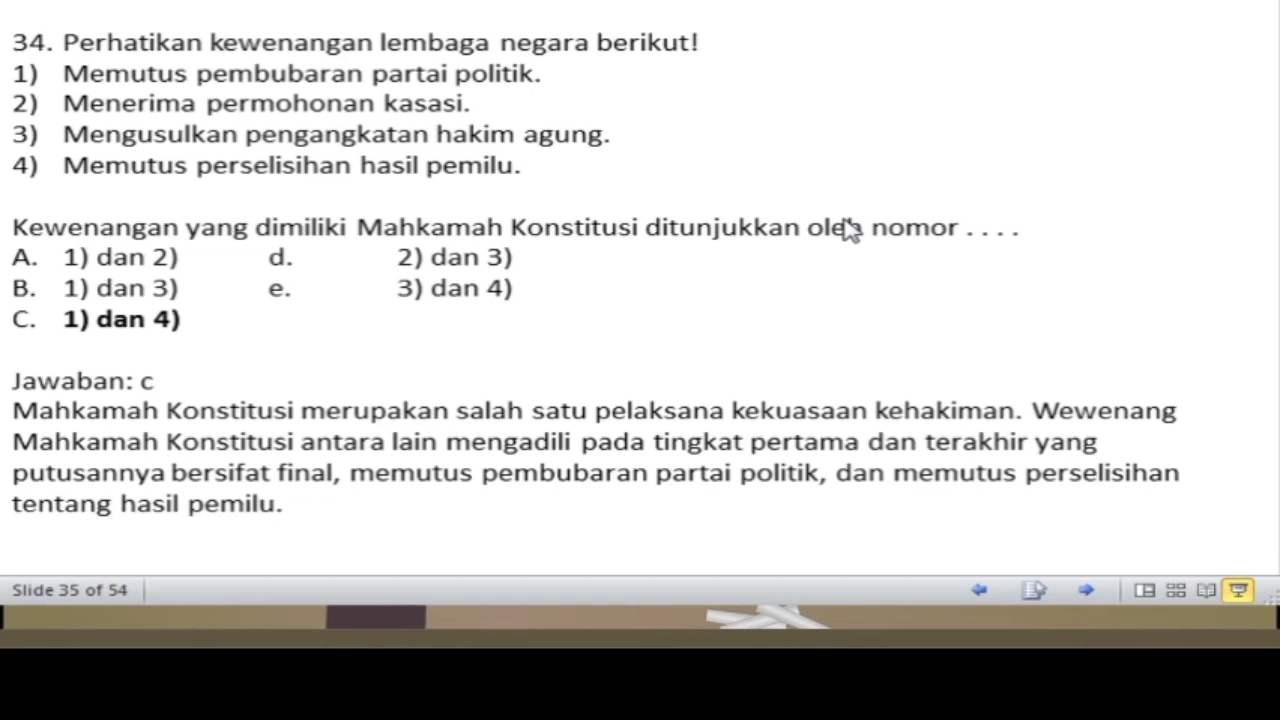 34. Perhatikan kewenangan lembaga negara berikut!
1) Memutus pembubaran partai politik.
2) Menerima permohonan kasasi.
3) Mengusulkan pengangkatan hakim agung.
4) Memutus perselisihan hasil pemilu.
Kewenangan yang dimiliki Mahkamah Konstitusi ditunjukkan oleh nomor . . . .
A. 1) dan 2) d. 2) dan 3)
B. 1) dan 3) e. 3) dan 4)
C. 1) dan 4)
Jawaban: c
Mahkamah Konstitusi merupakan salah satu pelaksana kekuasaan kehakiman. Wewenang
Mahkamah Konstitusi antara lain mengadili pada tingkat pertama dan terakhir yang
putusannya bersifat final, memutus pembubaran partai politik, dan memutus perselisihan
tentang hasil pemilu.
Slide 35 of 54